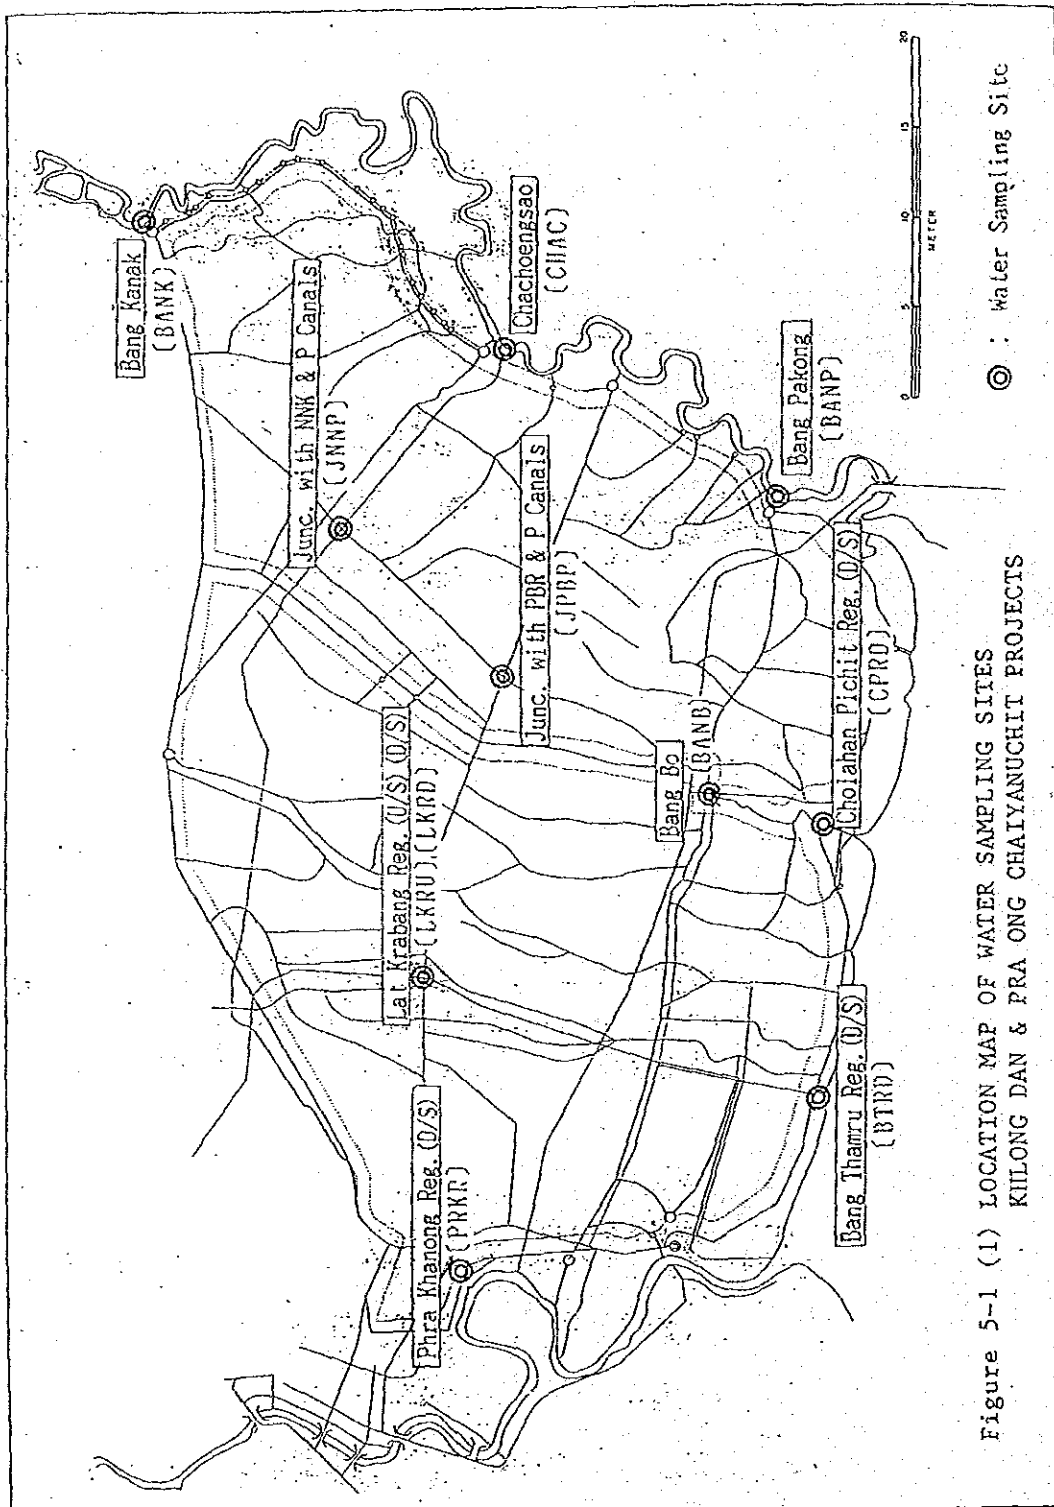 Bang Kanak
(BANK)
Junc. with NNK & P Canals
(JNNP)
Chachoengsao
(CHAC)
Lat Krabang Reg. (U/S) (D/S)
(LKRU),(LKRD)
Junc. with PBR & P Canals
(JPBP)
Phra Khanong Reg. (D/S)
(PRKR)
Bang Pakong
(BANP)
Bang Bo
(BANB)
Cholahan Pichit Reg. (D/S)
(CPRD)
Bang Thamru Reg. (D/S)
(BTRD)
0 5 10 15 20
METER
◎ : Water Sampling Site
Figure 5-1 (1) LOCATION MAP OF WATER SAMPLING SITES
KHLONG DAN & PRA ONG CHAIYANUCHIT PROJECTS